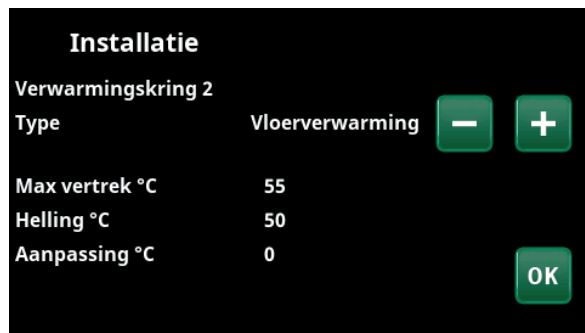 Installatie
Verwarmingskring 2
Type Vloerverwarming − +
Max vertrek °C 55
Helling °C 50
Aanpassing °C 0
OK